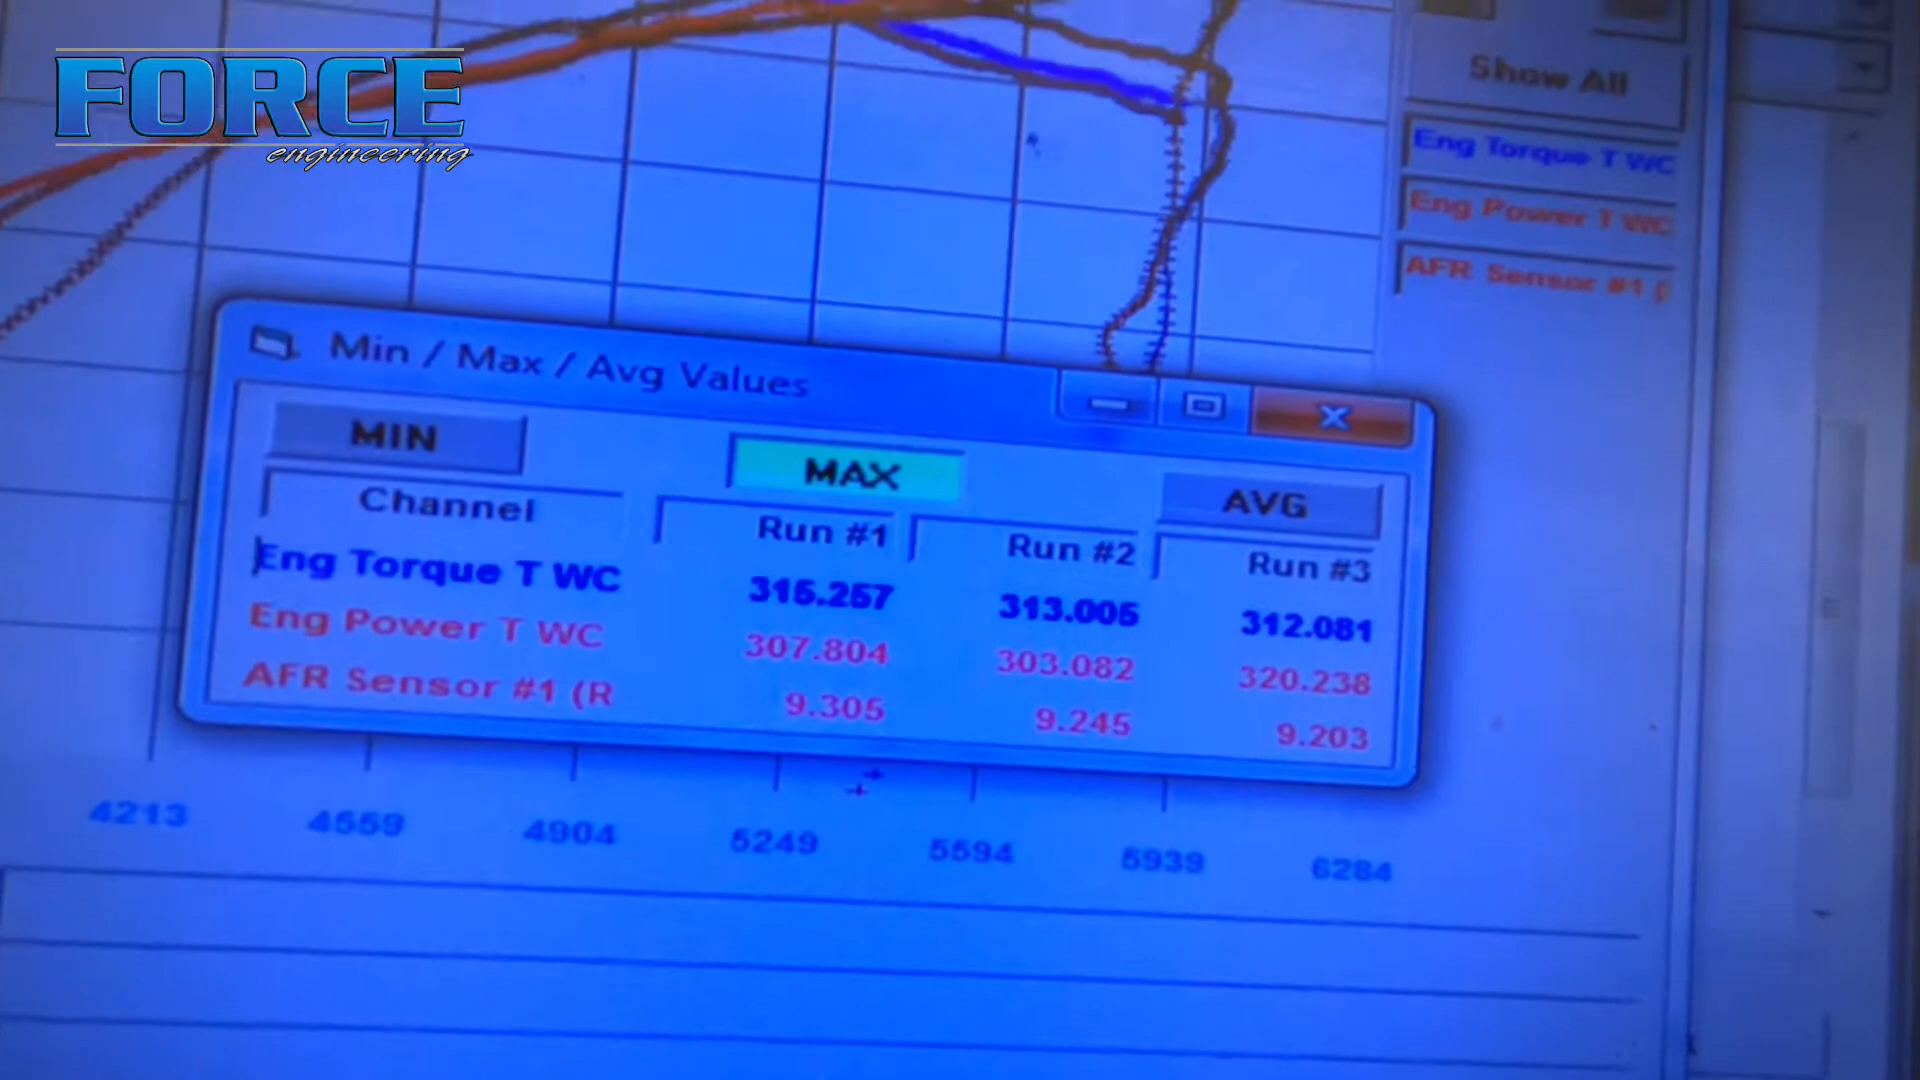 FORCE
engineering
Show All
Eng Torque T WC
Eng Power T WC
AFR Sensor #1 (
Min / Max / Avg Values
MIN MAX AVG
Channel Run #1 Run #2 Run #3
Eng Torque T WC 315.257 313.005 312.081
Eng Power T WC 307.804 303.082 320.238
AFR Sensor #1 (R 9.305 9.245 9.203
4213 4559 4904 5249 5594 5939 6284